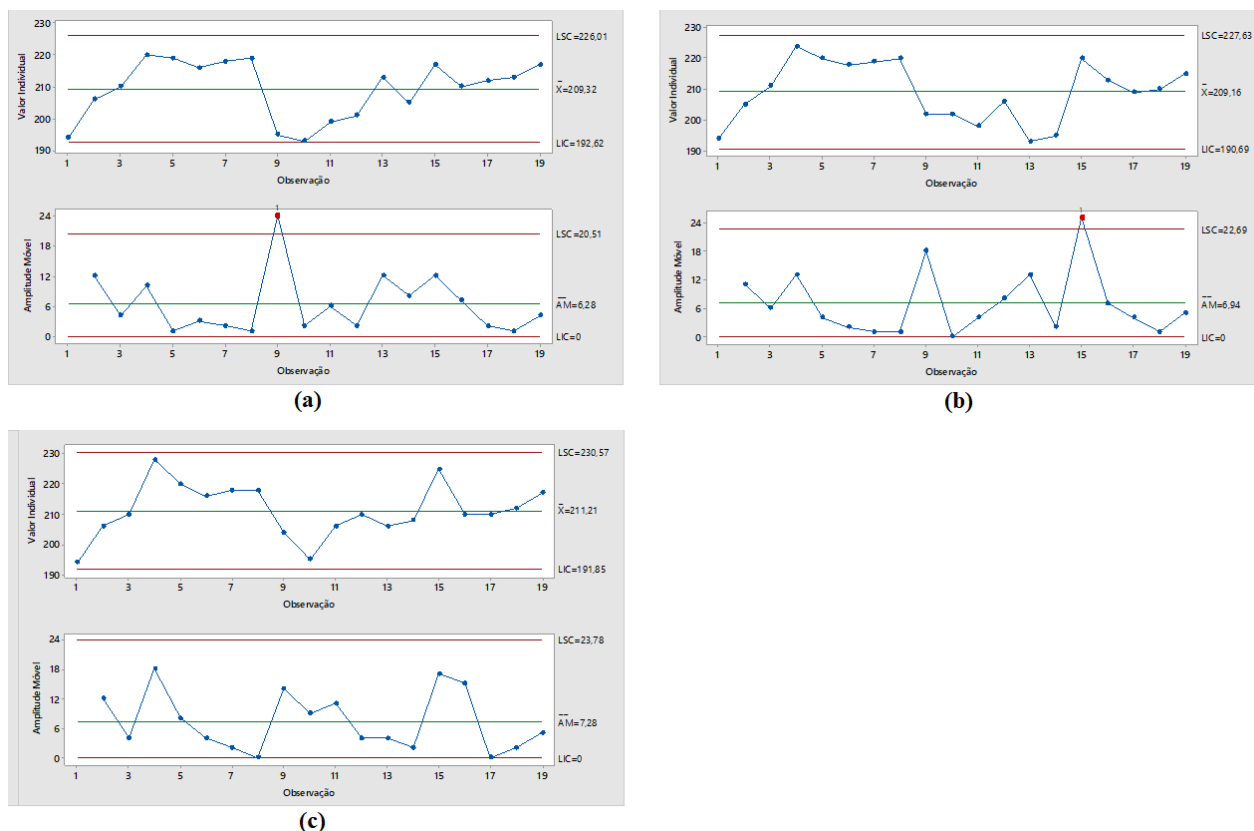 230
220
210
200
190
Valor Individual
LSC=226,01
X̄=209,32
LIC=192,62
1 3 5 7 9 11 13 15 17 19
Observação
24
18
12
6
0
Amplitude Móvel
1
LSC=20,51
A̅M̅=6,28
LIC=0
1 3 5 7 9 11 13 15 17 19
Observação
(a)
230
220
210
200
190
Valor Individual
LSC=227,63
X̄=209,16
LIC=190,69
1 3 5 7 9 11 13 15 17 19
Observação
24
18
12
6
0
Amplitude Móvel
1
LSC=22,69
A̅M̅=6,94
LIC=0
1 3 5 7 9 11 13 15 17 19
Observação
(b)
230
220
210
200
190
Valor Individual
LSC=230,57
X̄=211,21
LIC=191,85
1 3 5 7 9 11 13 15 17 19
Observação
24
18
12
6
0
Amplitude Móvel
LSC=23,78
A̅M̅=7,28
LIC=0
1 3 5 7 9 11 13 15 17 19
Observação
(c)